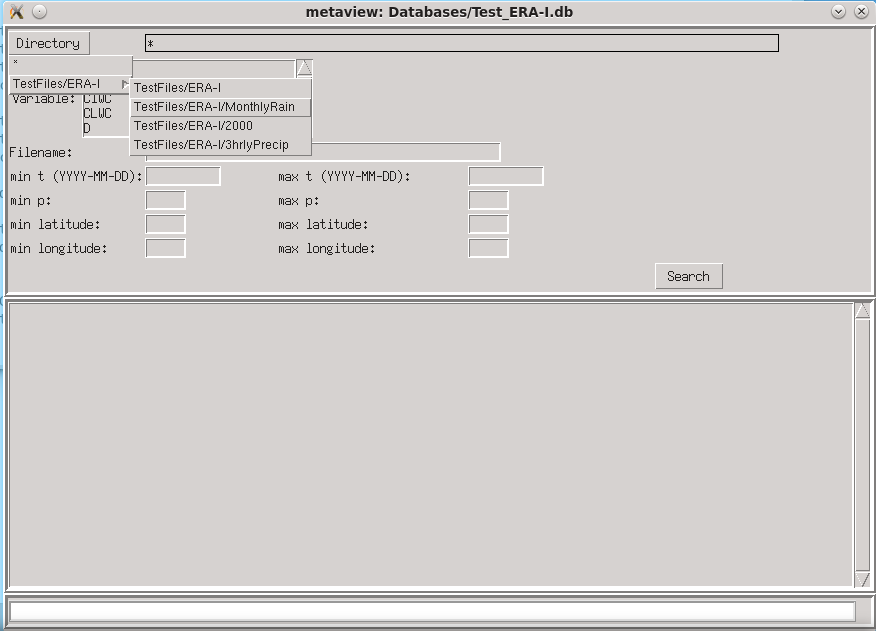 metaview: Databases/Test_ERA-I.db
Directory *
*
TestFiles/ERA-I
TestFiles/ERA-I
TestFiles/ERA-I/MonthlyRain
TestFiles/ERA-I/2000
TestFiles/ERA-I/3hrlyPrecip
Variable: CIWC
CLWC
D
Filename:
min t (YYYY-MM-DD): max t (YYYY-MM-DD):
min p: max p:
min latitude: max latitude:
min longitude: max longitude:
Search